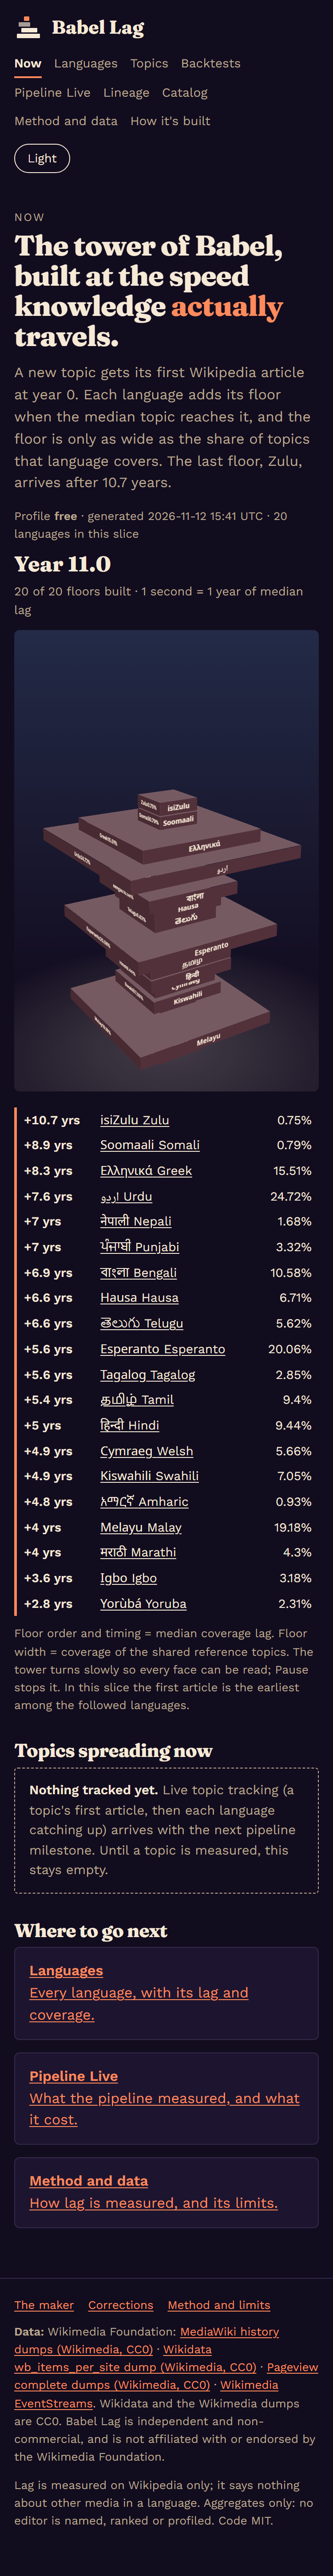 Babel Lag
Now Languages Topics Backtests
Pipeline Live Lineage Catalog
Method and data How it's built
Light
NOW
The tower of Babel,
built at the speed
knowledge actually
travels.
A new topic gets its first Wikipedia article
at year 0. Each language adds its floor
when the median topic reaches it, and the
floor is only as wide as the share of topics
that language covers. The last floor, Zulu,
arrives after 10.7 years.
Profile free · generated 2026-11-12 15:41 UTC · 20
languages in this slice
Year 11.0
20 of 20 floors built · 1 second = 1 year of median
lag
isiZulu
Soomaali
Ελληνικά
اردو
বাংলা
Hausa
తెలుగు
Esperanto
தமிழ்
हिन्दी
Cymraeg
Kiswahili
Melayu
+10.7 yrs isiZulu Zulu 0.75%
+8.9 yrs Soomaali Somali 0.79%
+8.3 yrs Ελληνικά Greek 15.51%
+7.6 yrs اردو Urdu 24.72%
+7 yrs नेपाली Nepali 1.68%
+7 yrs ਪੰਜਾਬੀ Punjabi 3.32%
+6.9 yrs বাংলা Bengali 10.58%
+6.6 yrs Hausa Hausa 6.71%
+6.6 yrs తెలుగు Telugu 5.62%
+5.6 yrs Esperanto Esperanto 20.06%
+5.6 yrs Tagalog Tagalog 2.85%
+5.4 yrs தமிழ் Tamil 9.4%
+5 yrs हिन्दी Hindi 9.44%
+4.9 yrs Cymraeg Welsh 5.66%
+4.9 yrs Kiswahili Swahili 7.05%
+4.8 yrs አማርኛ Amharic 0.93%
+4 yrs Melayu Malay 19.18%
+4 yrs मराठी Marathi 4.3%
+3.6 yrs Igbo Igbo 3.18%
+2.8 yrs Yorùbá Yoruba 2.31%
Floor order and timing = median coverage lag. Floor
width = coverage of the shared reference topics. The
tower turns slowly so every face can be read; Pause
stops it. In this slice the first article is the earliest
among the followed languages.
Topics spreading now
Nothing tracked yet. Live topic tracking (a
topic's first article, then each language
catching up) arrives with the next pipeline
milestone. Until a topic is measured, this
stays empty.
Where to go next
Languages
Every language, with its lag and
coverage.
Pipeline Live
What the pipeline measured, and what
it cost.
Method and data
How lag is measured, and its limits.
The maker Corrections Method and limits
Data: Wikimedia Foundation: MediaWiki history
dumps (Wikimedia, CC0) · Wikidata
wb_items_per_site dump (Wikimedia, CC0) · Pageview
complete dumps (Wikimedia, CC0) · Wikimedia
EventStreams. Wikidata and the Wikimedia dumps
are CC0. Babel Lag is independent and non-
commercial, and is not affiliated with or endorsed by
the Wikimedia Foundation.
Lag is measured on Wikipedia only; it says nothing
about other media in a language. Aggregates only: no
editor is named, ranked or profiled. Code MIT.